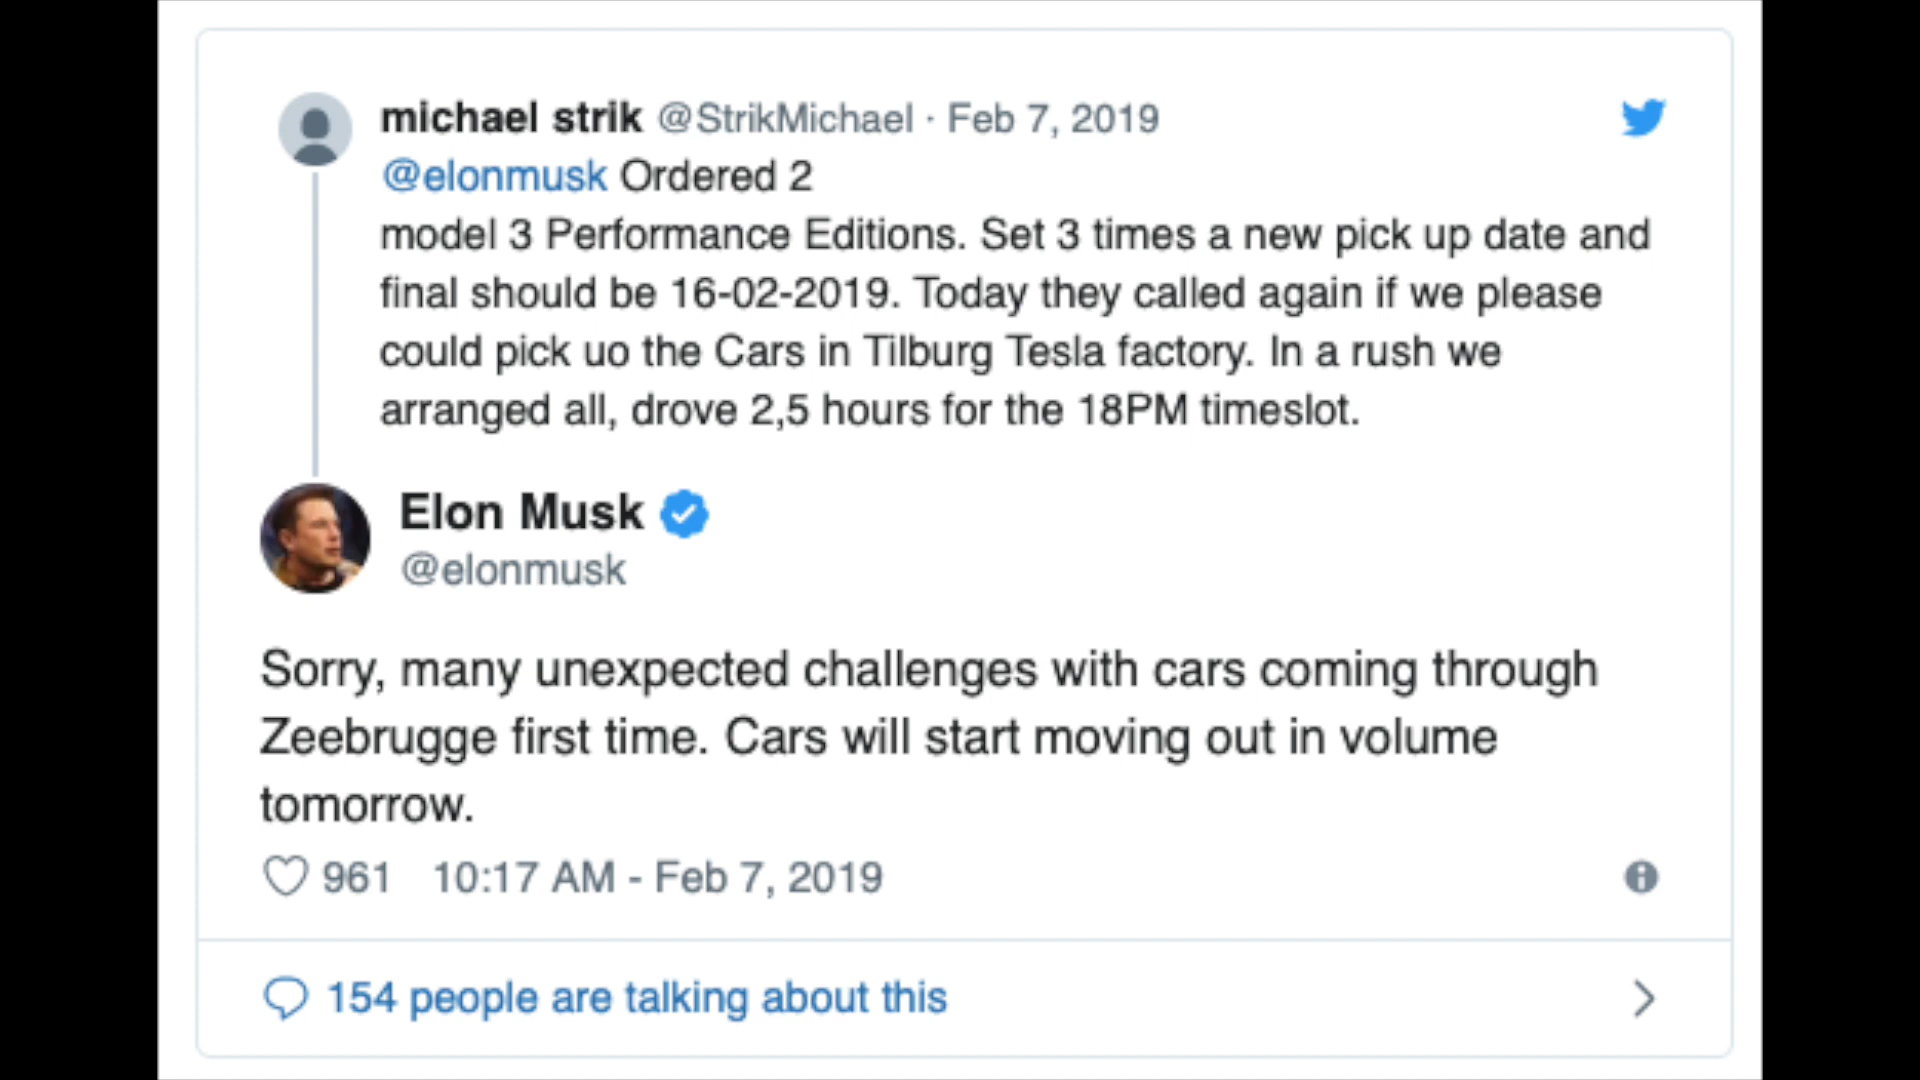 michael strik @StrikMichael · Feb 7, 2019
@elonmusk Ordered 2
model 3 Performance Editions. Set 3 times a new pick up date and
final should be 16-02-2019. Today they called again if we please
could pick uo the Cars in Tilburg Tesla factory. In a rush we
arranged all, drove 2,5 hours for the 18PM timeslot.
Elon Musk
@elonmusk
Sorry, many unexpected challenges with cars coming through
Zeebrugge first time. Cars will start moving out in volume
tomorrow.
961 10:17 AM - Feb 7, 2019
154 people are talking about this